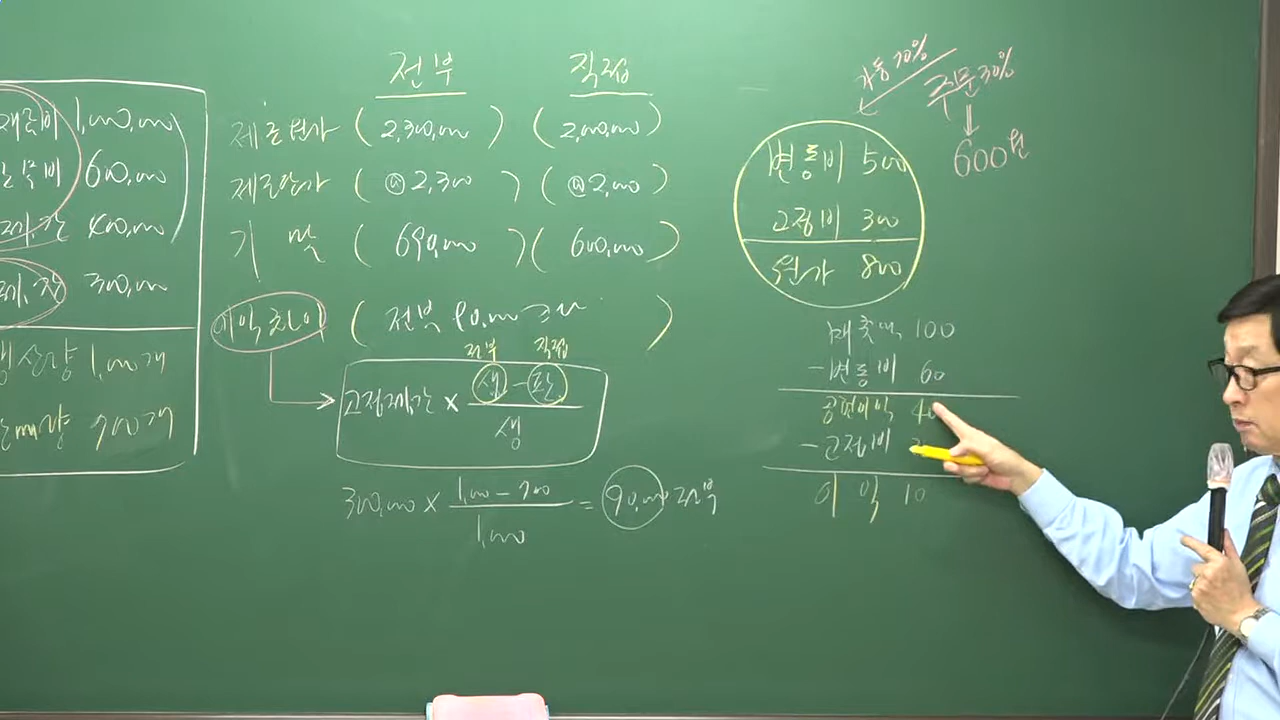 재료비 1,000,000
노무비 600,000
제, 간 400,000
제, 간 300,000
생산량 1,000개
판매량 700개
전부 직접
제조원가 ( 2,300,000 ) ( 2,000,000 )
제조단가 ( @2,300 ) ( @2,000 )
기 말 ( 690,000 ) ( 600,000 )
이익차이 ( 전부 90,000 )
전부 직접
고정제간 × 생 - 판
생
300,000 × 1,000 - 700 = 90,000
1,000
가동 70%
주문 30%
600원
변동비 500
고정비 300
원가 800
매출액 100
- 변동비 60
공헌이익 40
- 고정비
이익 10